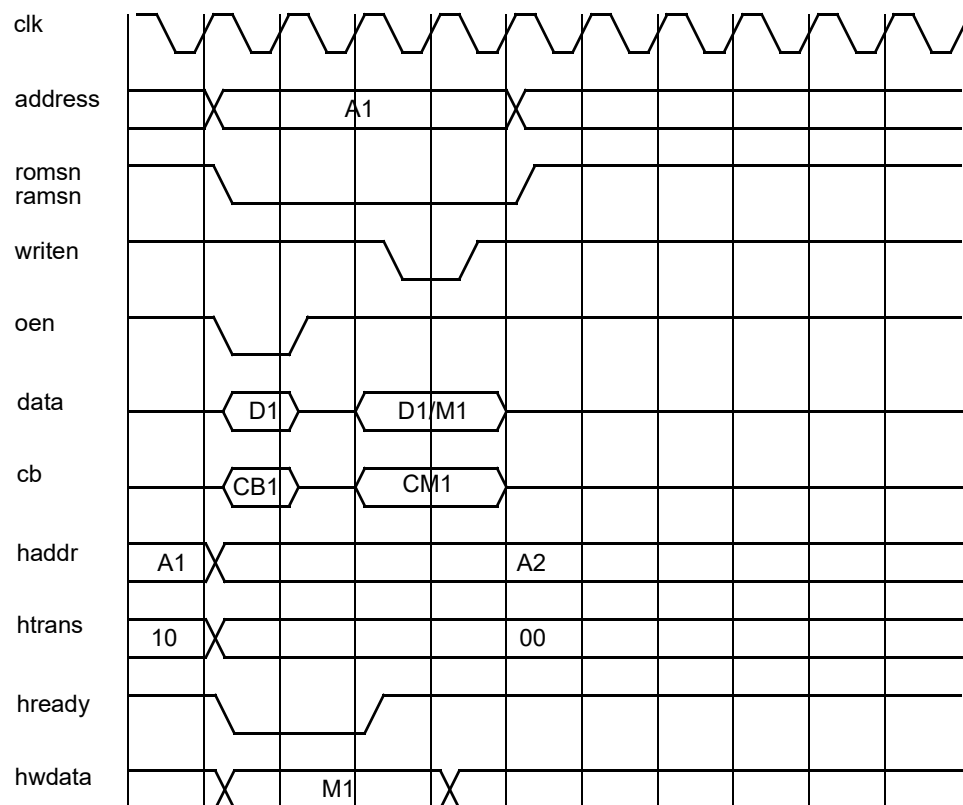 clk
address
A1
romsn
ramsn
writen
oen
data
D1
D1/M1
cb
CB1
CM1
haddr
A1
A2
htrans
10
00
hready
hwdata
M1